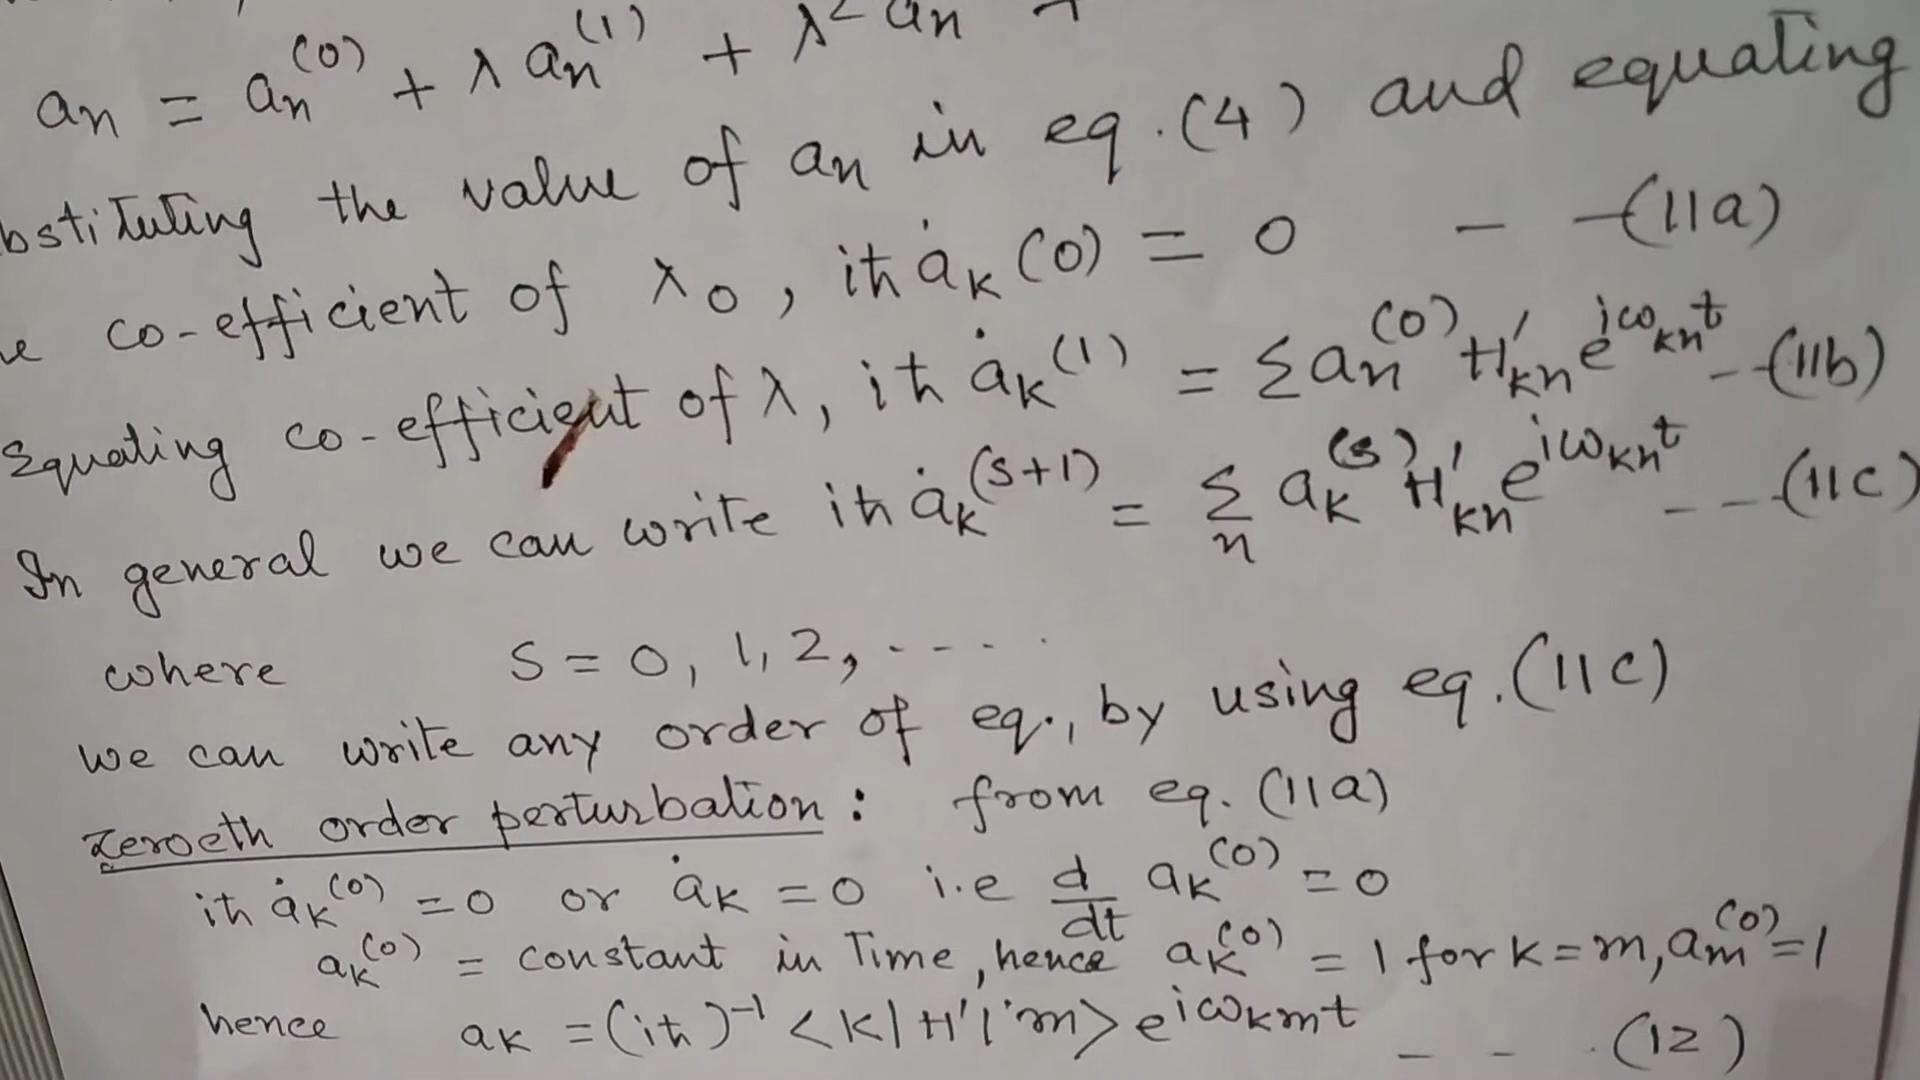 an = an⁽⁰⁾ + λ an⁽¹⁾ + λ² an +
bstituting the value of an in eq.(4) and equating
co-efficient of λ0, iħ ȧk (0) = 0 - - (11a)
Equating co-efficient of λ, iħ ȧk⁽¹⁾ = Σ an⁽⁰⁾ H'kn e^iωknt - - (11b)
In general we can write iħ ȧk^(s+1) = Σn ak^(s) H'kn e^iωknt - - - (11c)
where S = 0, 1, 2, - - - .
we can write any order of eq., by using eq.(11c)
Zeroeth order perturbation : from eq. (11a)
iħ ȧk⁽⁰⁾ = 0 or ȧk = 0 i.e d/dt ak⁽⁰⁾ = 0
ak⁽⁰⁾ = constant in Time, hence ak⁽⁰⁾ = 1 for k = m, am⁽⁰⁾ = 1
hence ak = (iħ)⁻¹ <k|H'|m> e^iωkmt - - . (12)